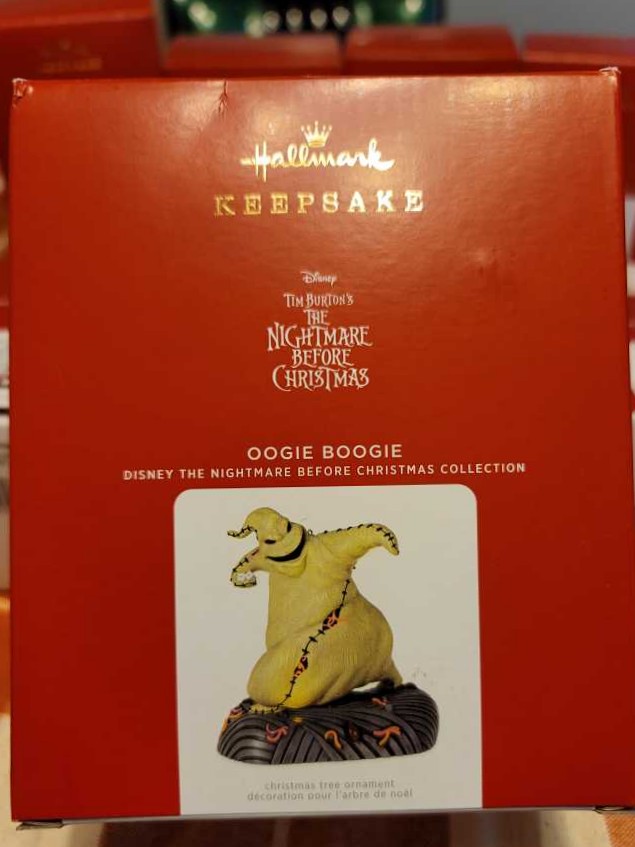 Hallmark
KEEPSAKE
Disney
TIM BURTON'S
THE
NIGHTMARE
BEFORE
CHRISTMAS
OOGIE BOOGIE
DISNEY THE NIGHTMARE BEFORE CHRISTMAS COLLECTION
christmas tree ornament
décoration pour l'arbre de noël